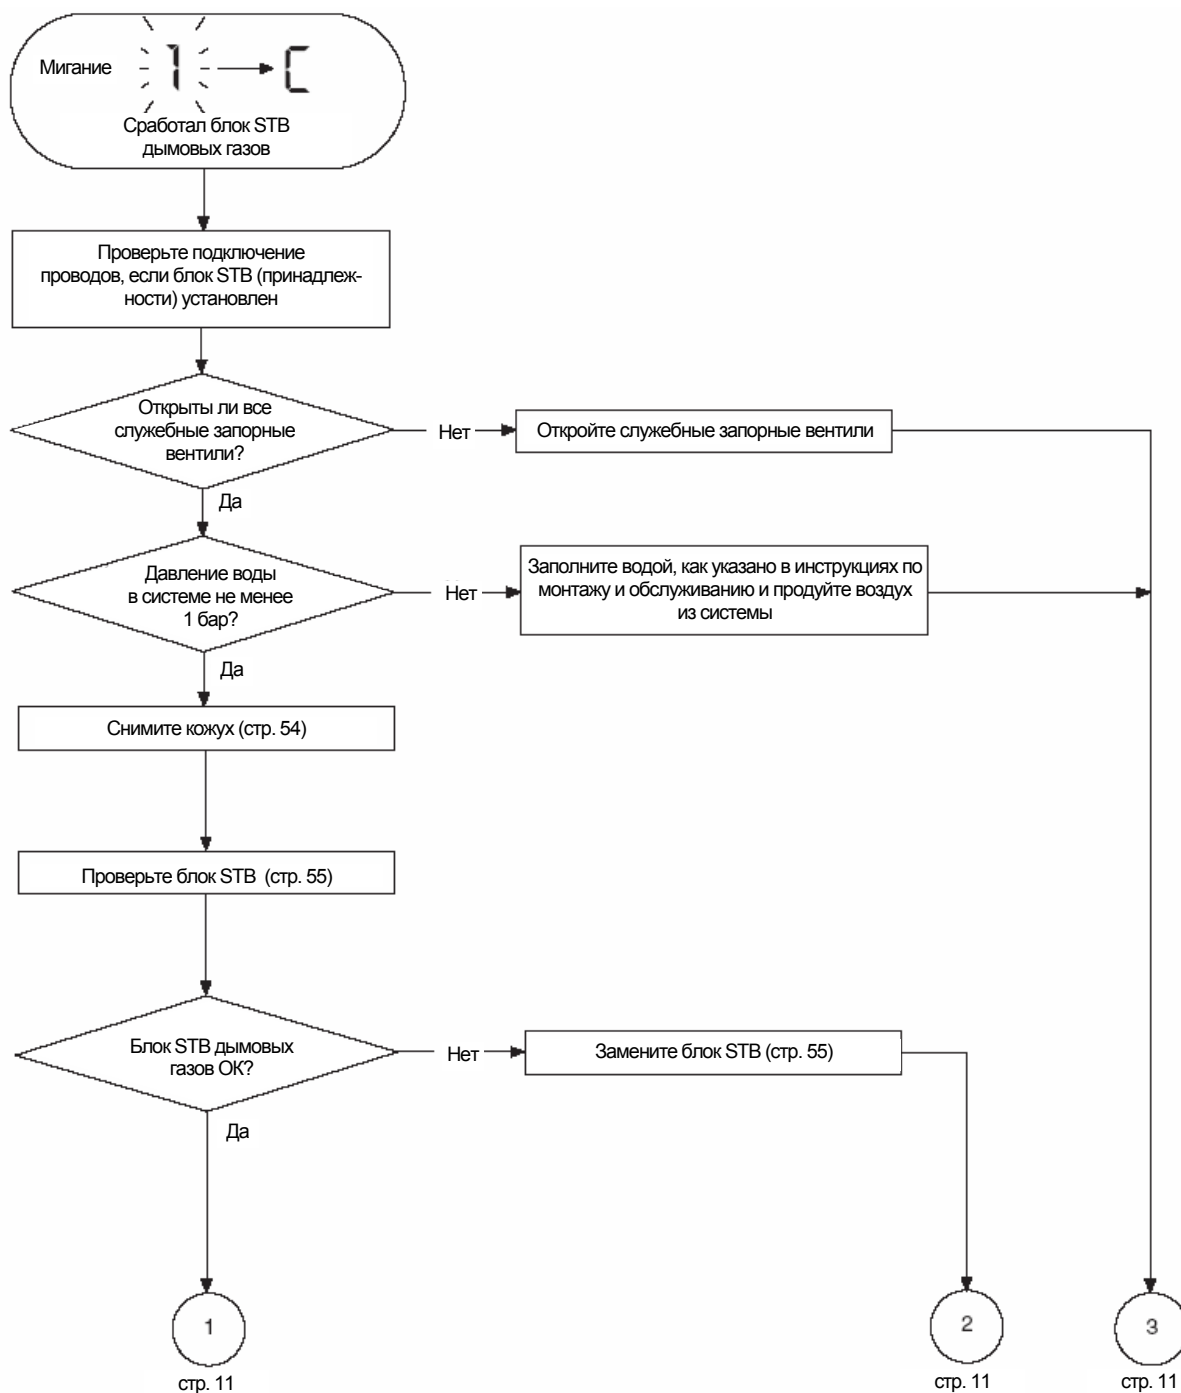 Мигание 1 C
Сработал блок STB
дымовых газов
Проверьте подключение
проводов, если блок STB (принадлеж-
ности) установлен
Открыты ли все
служебные запорные
вентили?
Нет
Откройте служебные запорные вентили
Да
Давление воды
в системе не менее
1 бар?
Нет
Заполните водой, как указано в инструкциях по
монтажу и обслуживанию и продуйте воздух
из системы
Да
Снимите кожух (стр. 54)
Проверьте блок STB (стр. 55)
Блок STB дымовых
газов ОК?
Нет
Замените блок STB (стр. 55)
Да
1
стр. 11
2
стр. 11
3
стр. 11